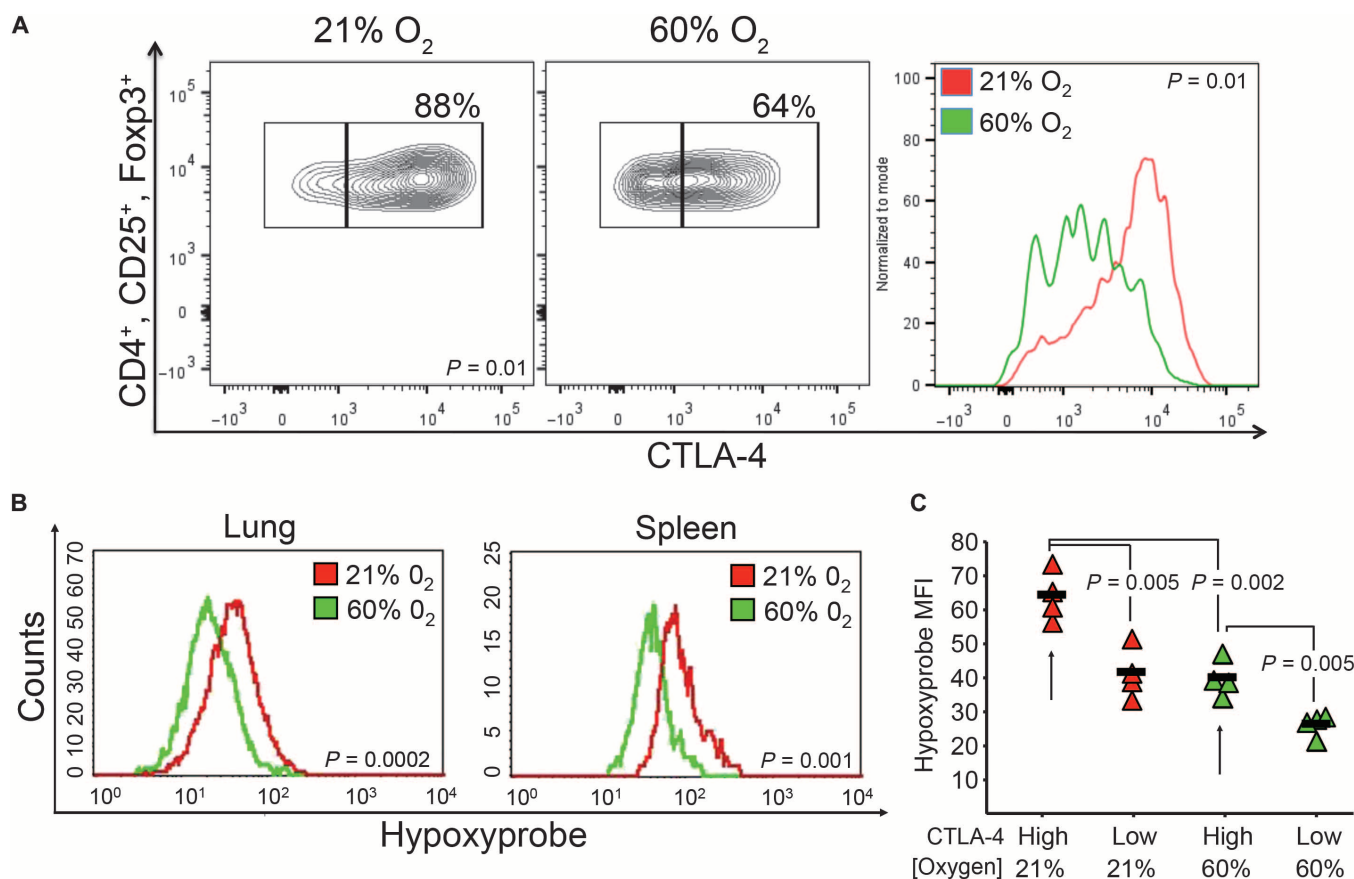 A
21% O2
60% O2
CD4+, CD25+, Foxp3+
10^5
10^4
10^3
0
−10^3
88%
P = 0.01
−10^3 0 10^3 10^4 10^5
64%
−10^3 0 10^3 10^4 10^5
Normalized to mode
100
80
60
40
20
0
21% O2
60% O2
P = 0.01
−10^3 0 10^3 10^4 10^5
CTLA-4
B
Lung
Counts
70
60
50
40
30
20
10
0
21% 02
60% 02
P = 0.0002
10^0 10^1 10^2 10^3 10^4
Spleen
25
20
15
10
5
0
21% 02
60% 02
P = 0.001
10^0 10^1 10^2 10^3 10^4
Hypoxyprobe
C
Hypoxyprobe MFI
80
70
60
50
40
30
20
10
P = 0.005
P = 0.002
P = 0.005
CTLA-4 High Low High Low
[Oxygen] 21% 21% 60% 60%